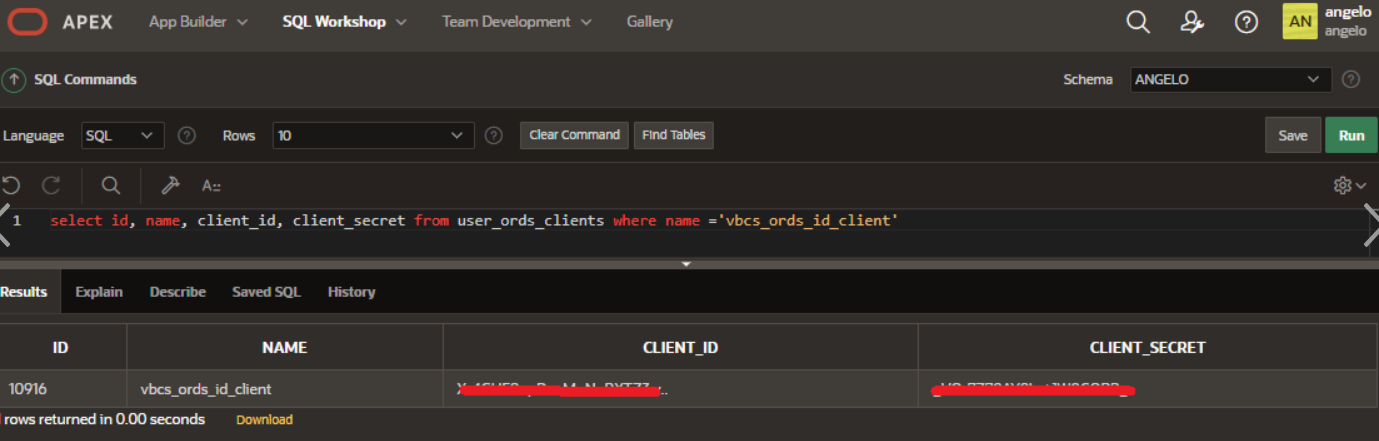 APEX App Builder SQL Workshop Team Development Gallery AN angelo
angelo
SQL Commands Schema ANGELO
Language SQL Rows 10 Clear Command Find Tables Save Run
A::
1 select id, name, client_id, client_secret from user_ords_clients where name ='vbcs_ords_id_client'
Results Explain Describe Saved SQL History
ID NAME CLIENT_ID CLIENT_SECRET
10916 vbcs_ords_id_client
rows returned in 0.00 seconds Download